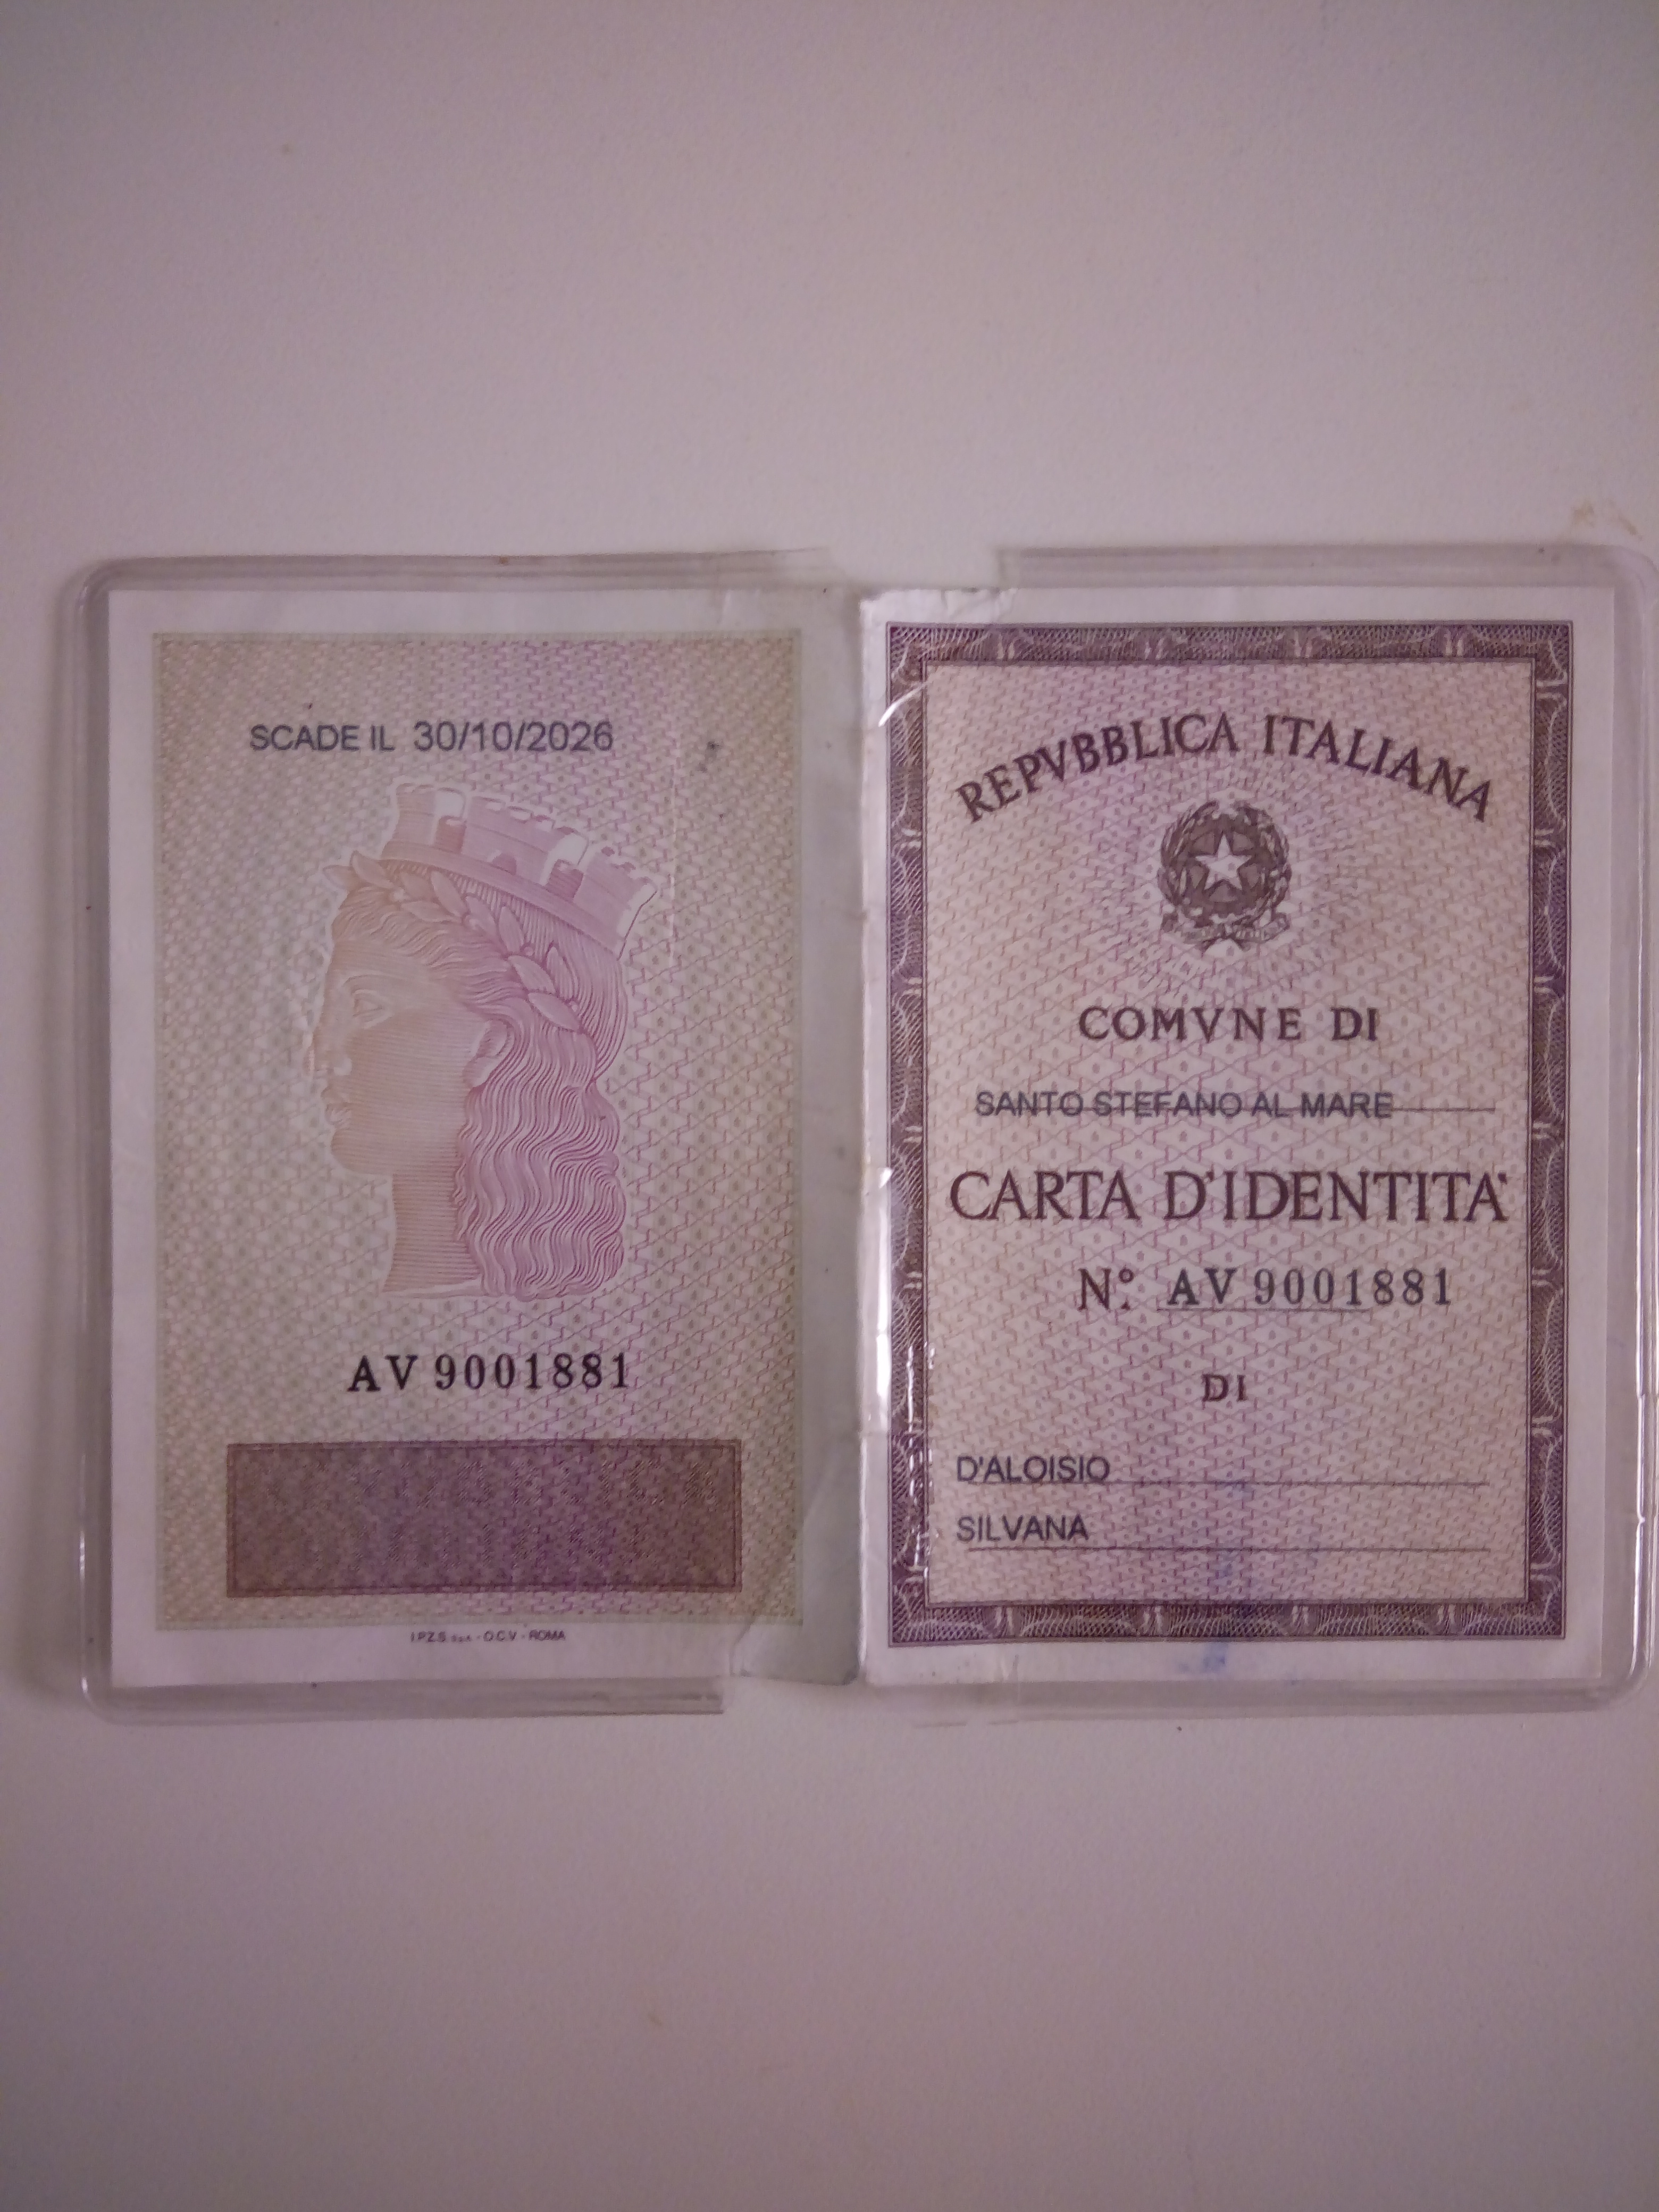 SCADE IL 30/10/2026
AV 9001881
I.P.Z.S. S.p.A. - O.C.V. - ROMA
REPVBBLICA ITALIANA
COMVNE DI
SANTO STEFANO AL MARE
CARTA D'IDENTITA'
N° AV 9001881
DI
D'ALOISIO
SILVANA